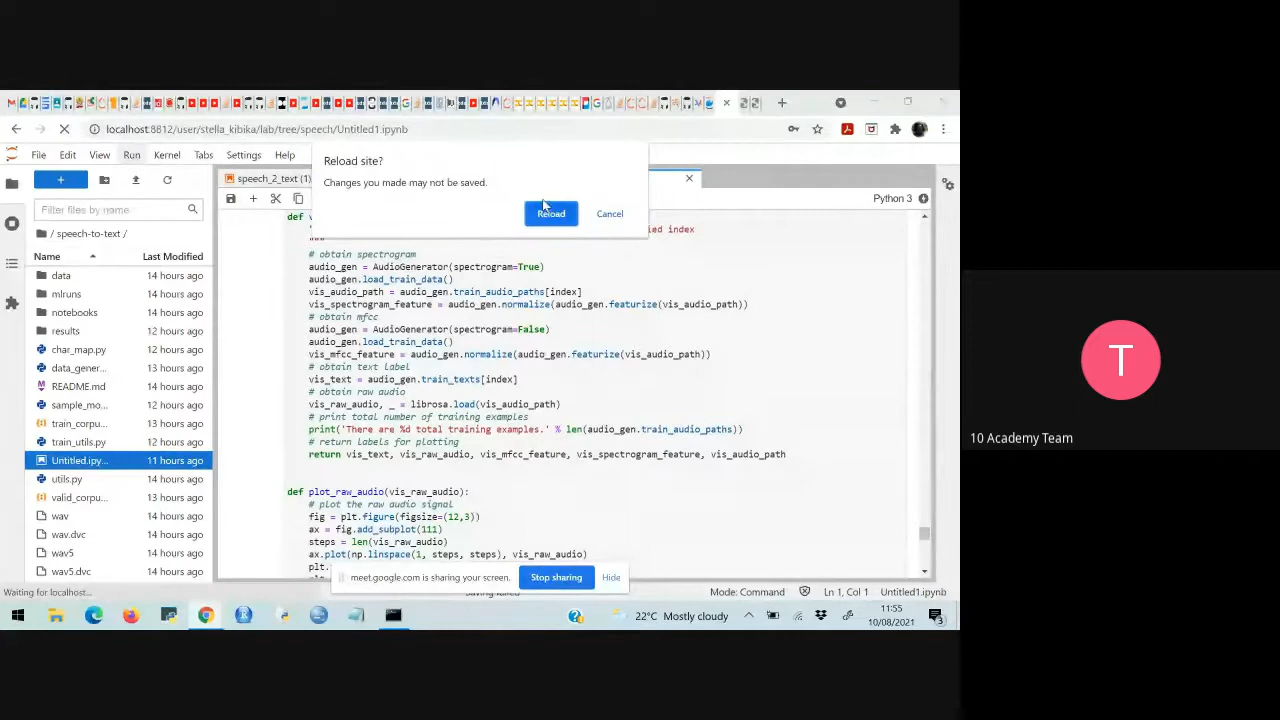 localhost:8812/user/stella_kibika/lab/tree/speech/Untitled1.ipynb
File Edit View Run Kernel Tabs Settings Help
Reload site?
Changes you made may not be saved.
Reload Cancel
speech_2_text (1)
Python 3
Filter files by name
/ speech-to-text /
Name Last Modified
data 14 hours ago
mlruns 14 hours ago
notebooks 14 hours ago
results 12 hours ago
char_map.py 12 hours ago
data_gener... 12 hours ago
README.md 14 hours ago
sample_mo... 12 hours ago
train_corpu... 13 hours ago
train_utils.py 12 hours ago
Untitled.ipy... 11 hours ago
utils.py 14 hours ago
valid_corpu... 13 hours ago
wav 14 hours ago
wav.dvc 14 hours ago
wav5 14 hours ago
wav5.dvc 14 hours ago
def
index
"""
# obtain spectrogram
audio_gen = AudioGenerator(spectrogram=True)
audio_gen.load_train_data()
vis_audio_path = audio_gen.train_audio_paths[index]
vis_spectrogram_feature = audio_gen.normalize(audio_gen.featurize(vis_audio_path))
# obtain mfcc
audio_gen = AudioGenerator(spectrogram=False)
audio_gen.load_train_data()
vis_mfcc_feature = audio_gen.normalize(audio_gen.featurize(vis_audio_path))
# obtain text label
vis_text = audio_gen.train_texts[index]
# obtain raw audio
vis_raw_audio, _ = librosa.load(vis_audio_path)
# print total number of training examples
print('There are %d total training examples.' % len(audio_gen.train_audio_paths))
# return labels for plotting
return vis_text, vis_raw_audio, vis_mfcc_feature, vis_spectrogram_feature, vis_audio_path
def plot_raw_audio(vis_raw_audio):
# plot the raw audio signal
fig = plt.figure(figsize=(12,3))
ax = fig.add_subplot(111)
steps = len(vis_raw_audio)
ax.plot(np.linspace(1, steps, steps), vis_raw_audio)
plt.
meet.google.com is sharing your screen. Stop sharing Hide
Waiting for localhost...
Saving failed
Mode: Command Ln 1, Col 1 Untitled1.ipynb
22°C Mostly cloudy
11:55
10/08/2021
3
T
10 Academy Team